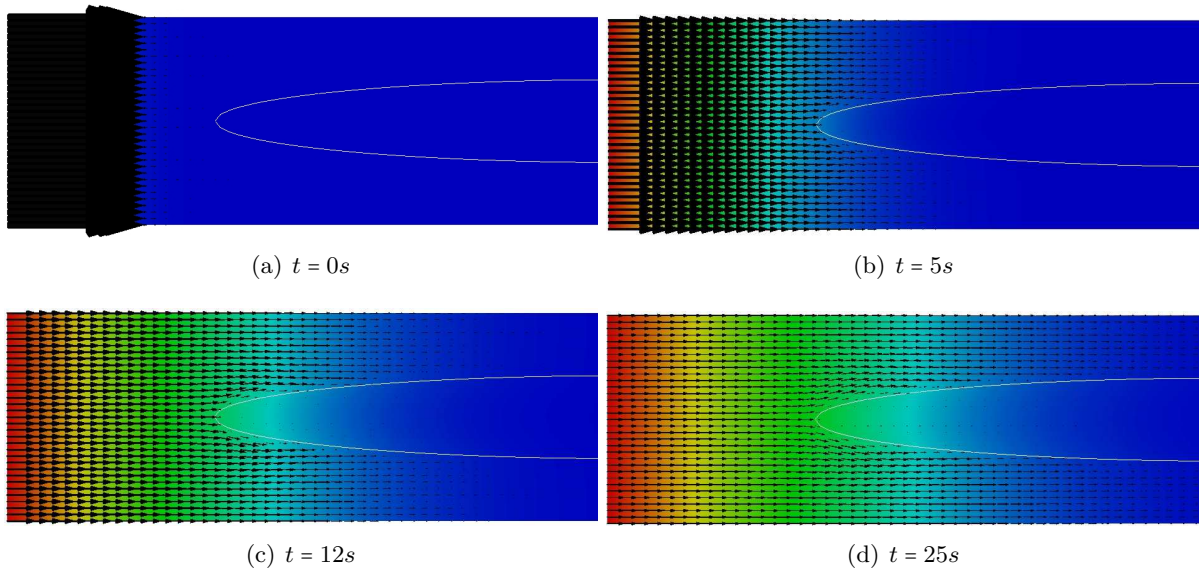 (a) t = 0s
(b) t = 5s
(c) t = 12s
(d) t = 25s